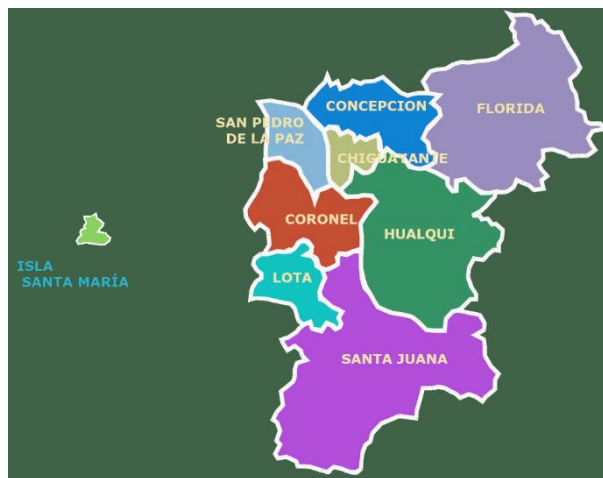 CONCEPCION
FLORIDA
SAN PEDRO
DE LA PAZ
CHIGUAYANTE
CORONEL
HUALQUI
ISLA
SANTA MARÍA
LOTA
SANTA JUANA